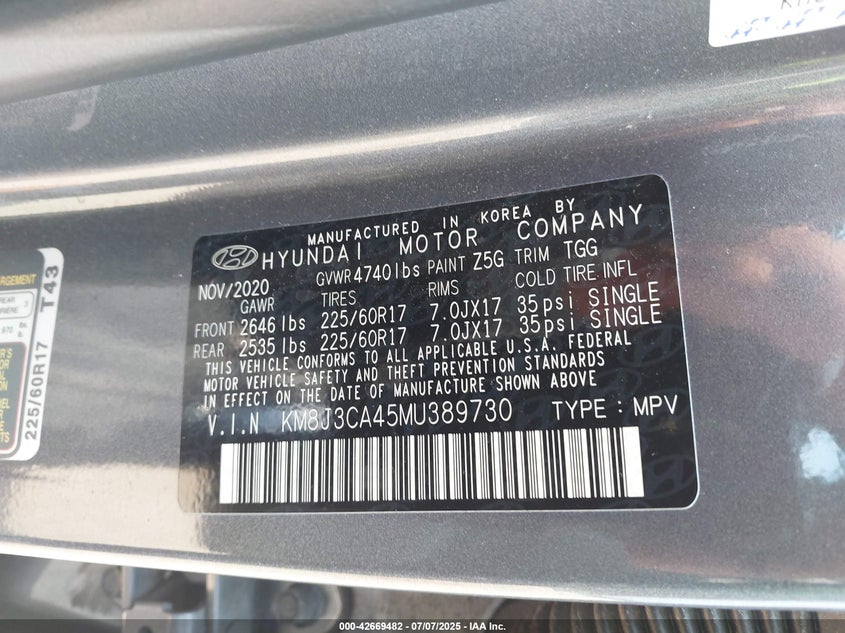 MANUFACTURED IN KOREA BY
HYUNDAI MOTOR COMPANY
NOV/2020 GVWR 4740lbs PAINT Z5G TRIM TGG
GAWR TIRES RIMS COLD TIRE INFL
FRONT 2646 lbs 225/60R17 7.0JX17 35psi SINGLE
REAR 2535 lbs 225/60R17 7.0JX17 35psi SINGLE
THIS VEHICLE CONFORMS TO ALL APPLICABLE U.S.A. FEDERAL
MOTOR VEHICLE SAFETY AND THEFT PREVENTION STANDARDS
IN EFFECT ON THE DATE OF MANUFACTURE SHOWN ABOVE
V.I.N KM8J3CA45MU389730 TYPE : MPV
T43
225/60R17
REAR
970
000-42669482 - 07/07/2025 - IAA Inc.